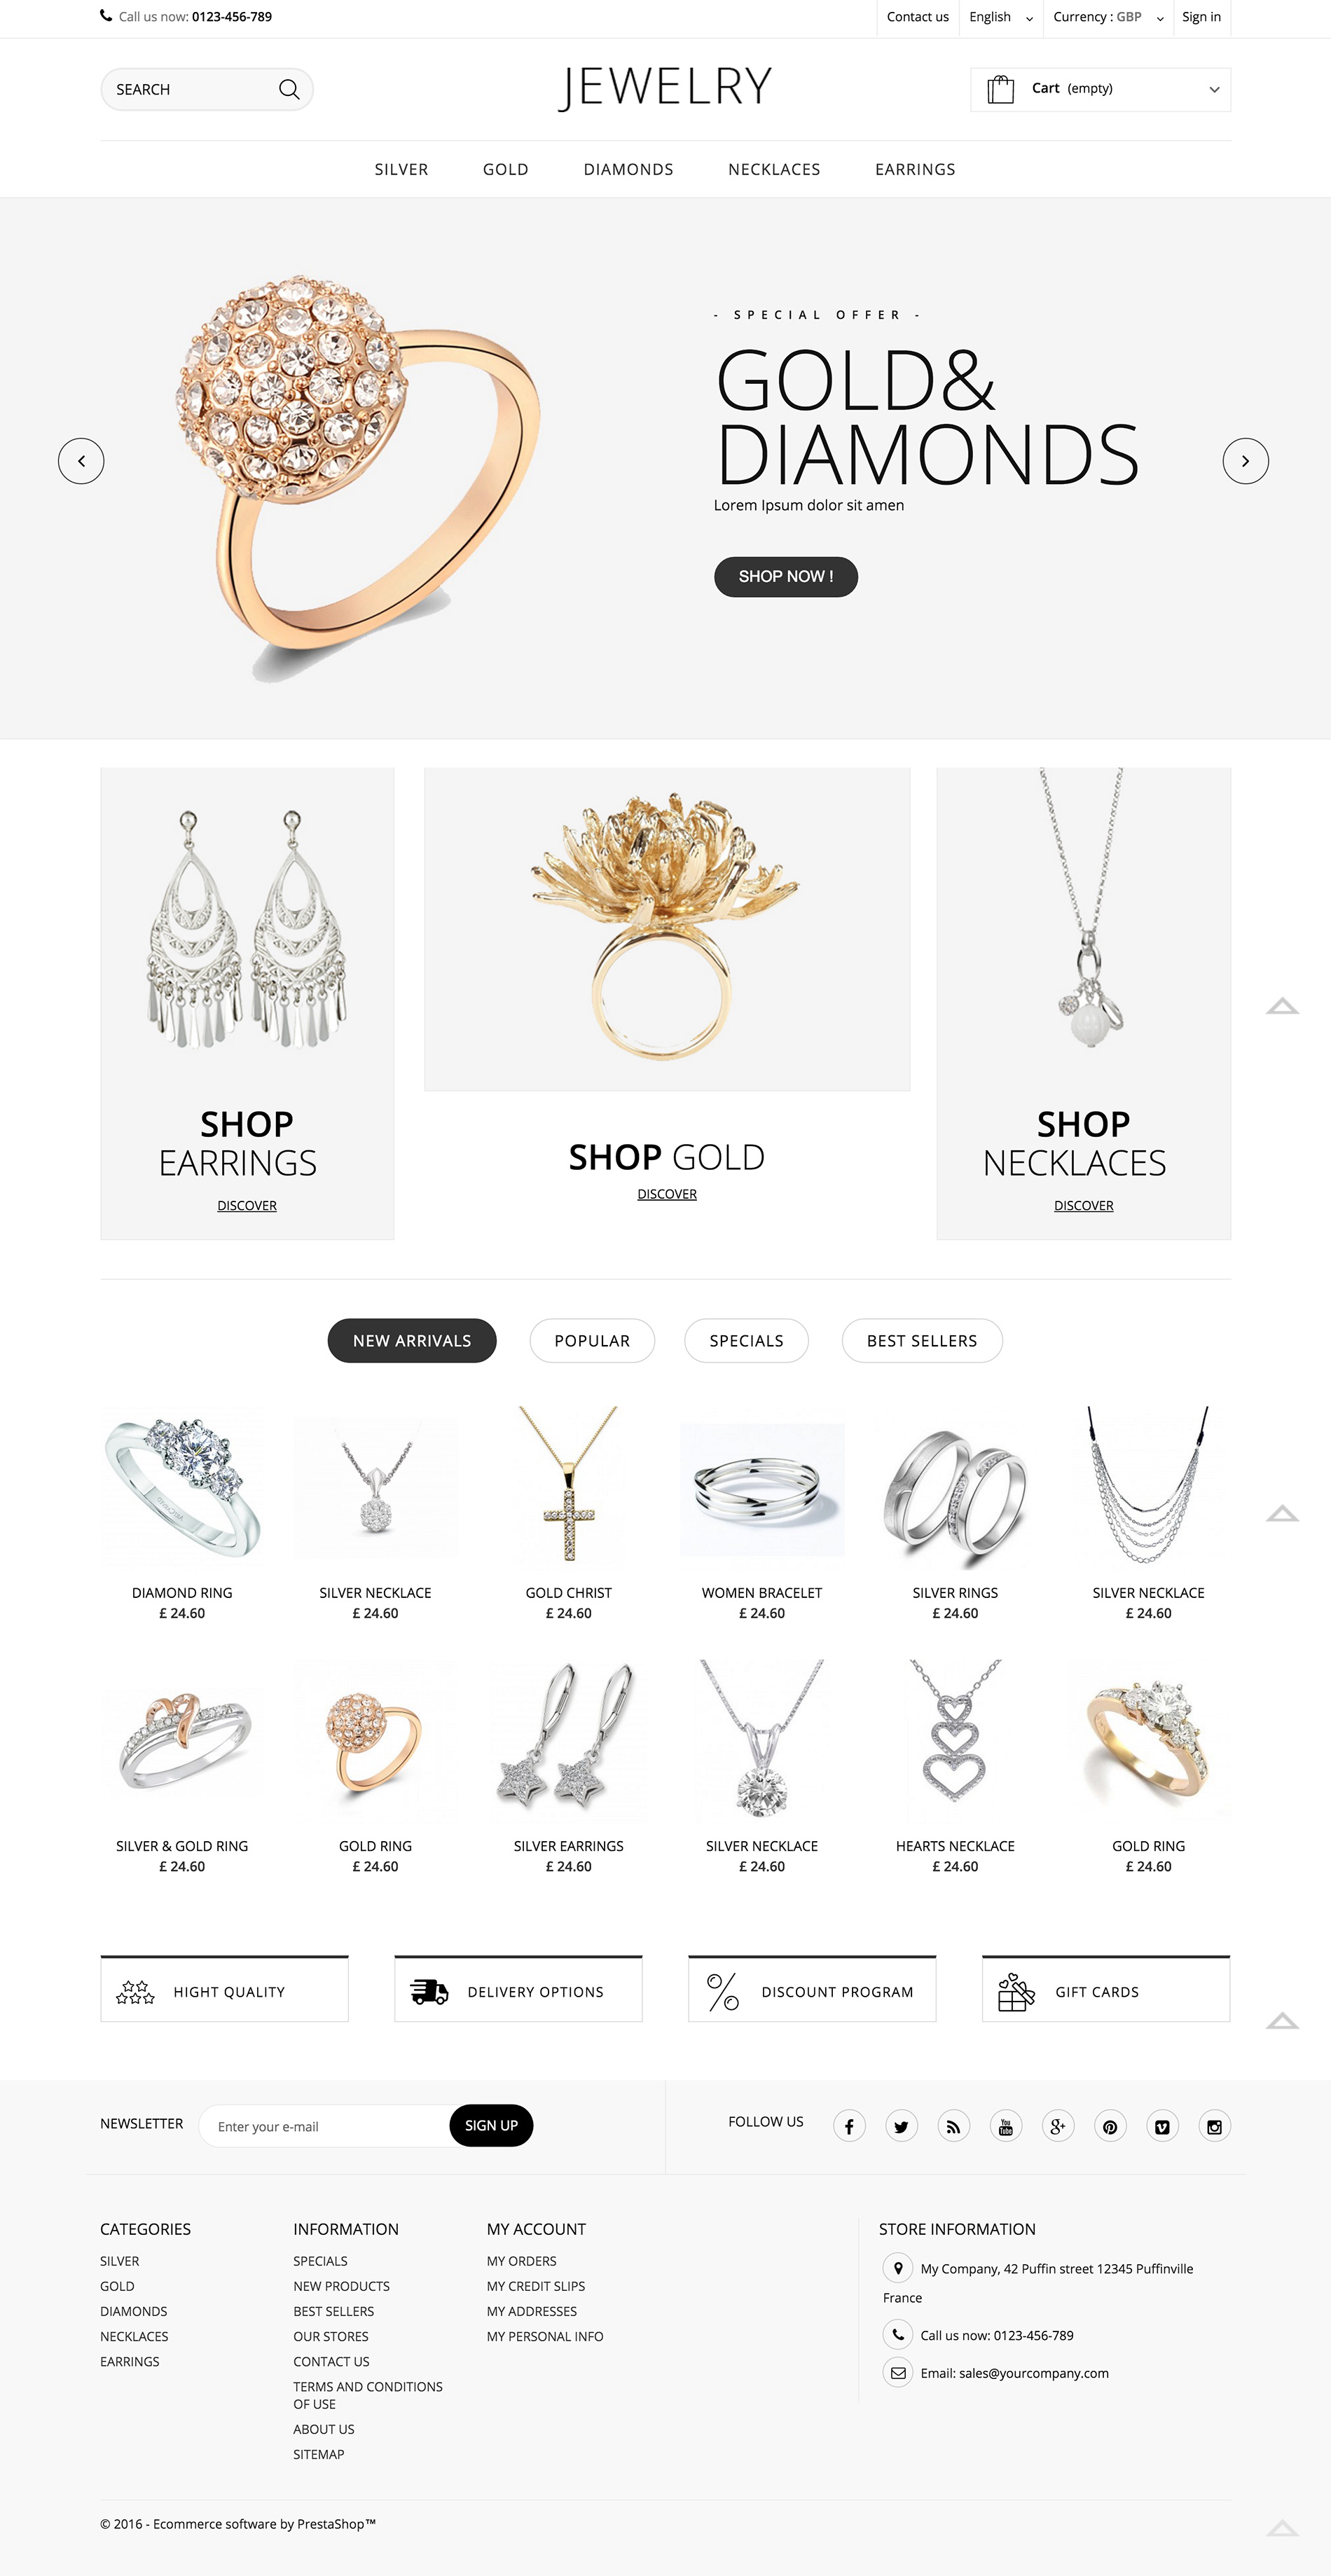 Call us now: 0123-456-789
Contact us
English
Currency : GBP
Sign in
SEARCH
JEWELRY
Cart (empty)
SILVER
GOLD
DIAMONDS
NECKLACES
EARRINGS
- SPECIAL OFFER -
GOLD&
DIAMONDS
Lorem Ipsum dolor sit amen
SHOP NOW !
SHOP
EARRINGS
DISCOVER
SHOP GOLD
DISCOVER
SHOP
NECKLACES
DISCOVER
NEW ARRIVALS
POPULAR
SPECIALS
BEST SELLERS
DIAMOND RING
£ 24.60
SILVER NECKLACE
£ 24.60
GOLD CHRIST
£ 24.60
WOMEN BRACELET
£ 24.60
SILVER RINGS
£ 24.60
SILVER NECKLACE
£ 24.60
SILVER & GOLD RING
£ 24.60
GOLD RING
£ 24.60
SILVER EARRINGS
£ 24.60
SILVER NECKLACE
£ 24.60
HEARTS NECKLACE
£ 24.60
GOLD RING
£ 24.60
HIGHT QUALITY
DELIVERY OPTIONS
DISCOUNT PROGRAM
GIFT CARDS
NEWSLETTER
Enter your e-mail
SIGN UP
FOLLOW US
You
Tube
g+
CATEGORIES
SILVER
GOLD
DIAMONDS
NECKLACES
EARRINGS
INFORMATION
SPECIALS
NEW PRODUCTS
BEST SELLERS
OUR STORES
CONTACT US
TERMS AND CONDITIONS
OF USE
ABOUT US
SITEMAP
MY ACCOUNT
MY ORDERS
MY CREDIT SLIPS
MY ADDRESSES
MY PERSONAL INFO
STORE INFORMATION
My Company, 42 Puffin street 12345 Puffinville
France
Call us now: 0123-456-789
Email: sales@yourcompany.com
© 2016 - Ecommerce software by PrestaShop™